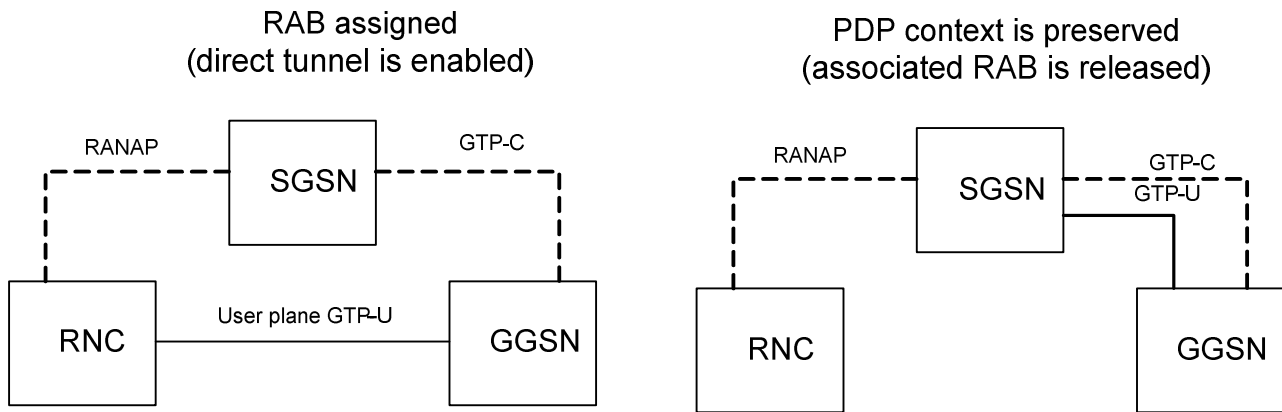 RAB assigned
(direct tunnel is enabled)
RANAP
GTP-C
SGSN
RNC
User plane GTP-U
GGSN
PDP context is preserved
(associated RAB is released)
RANAP
SGSN
GTP-C
GTP-U
RNC
GGSN